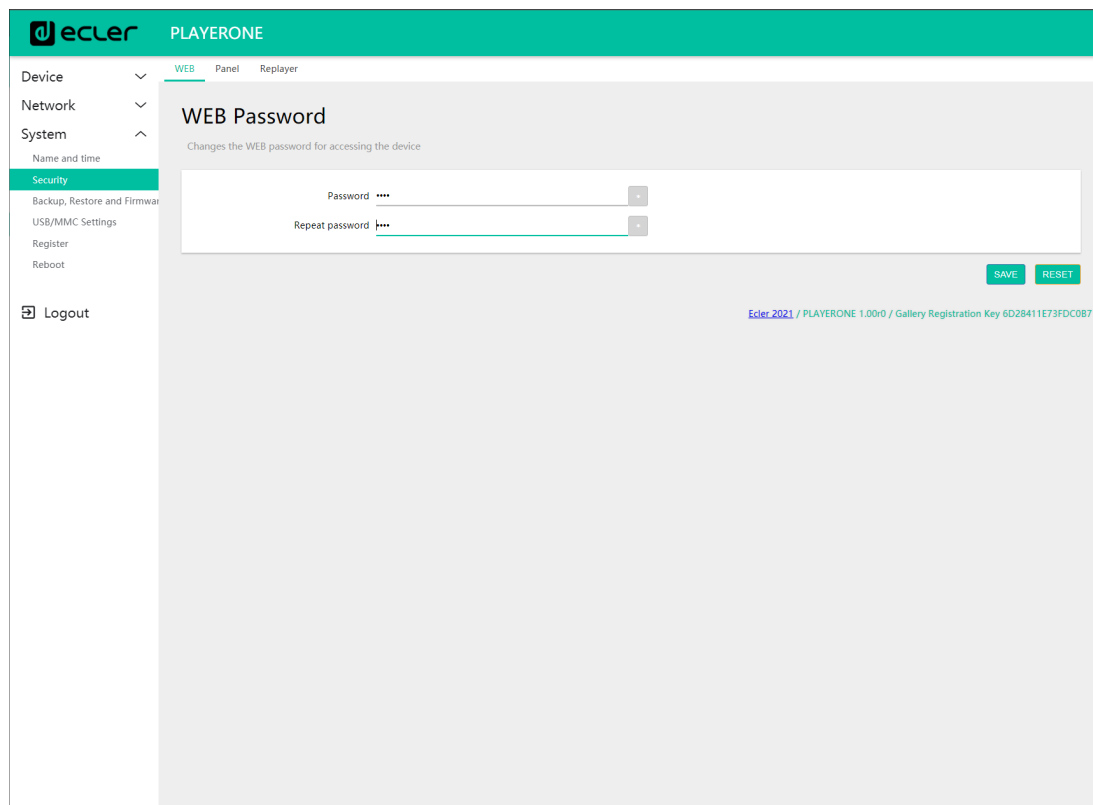 ecler PLAYERONE
Device
Network
System
Name and time
Security
Backup, Restore and Firmwar
USB/MMC Settings
Register
Reboot
Logout
WEB Panel Replayer
WEB Password
Changes the WEB password for accessing the device
Password ••••
Repeat password ••••
SAVE RESET
Ecler 2021 / PLAYERONE 1.00r0 / Gallery Registration Key 6D28411E73FDC0B7